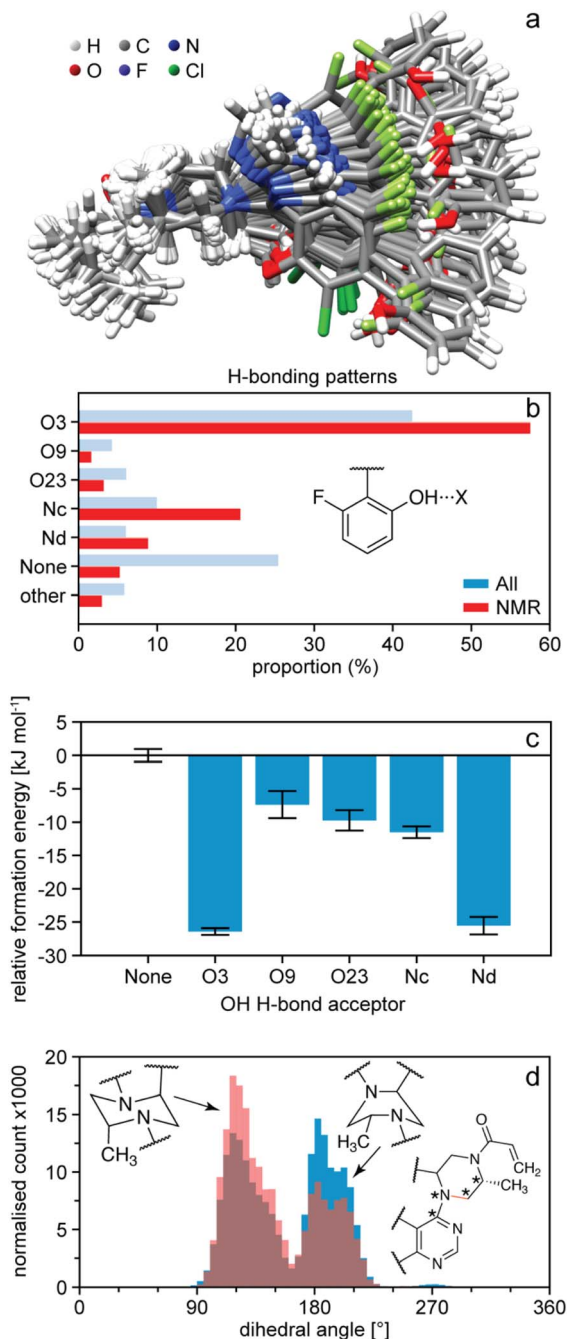 a
H C N
O F Cl
H-bonding patterns
b
O3
O9
O23
Nc
Nd
None
other
F OH···X
All
NMR
0 10 20 30 40 50 60
proportion (%)
c
relative formation energy [kJ mol⁻¹]
5
0
-5
-10
-15
-20
-25
-30
None O3 O9 O23 Nc Nd
OH H-bond acceptor
d
normalised count x1000
20
15
10
5
0
N N
CH₃
N N
H₃C
O
N CH₂
* *
N CH₃
* *
N
N
0 90 180 270 360
dihedral angle [°]